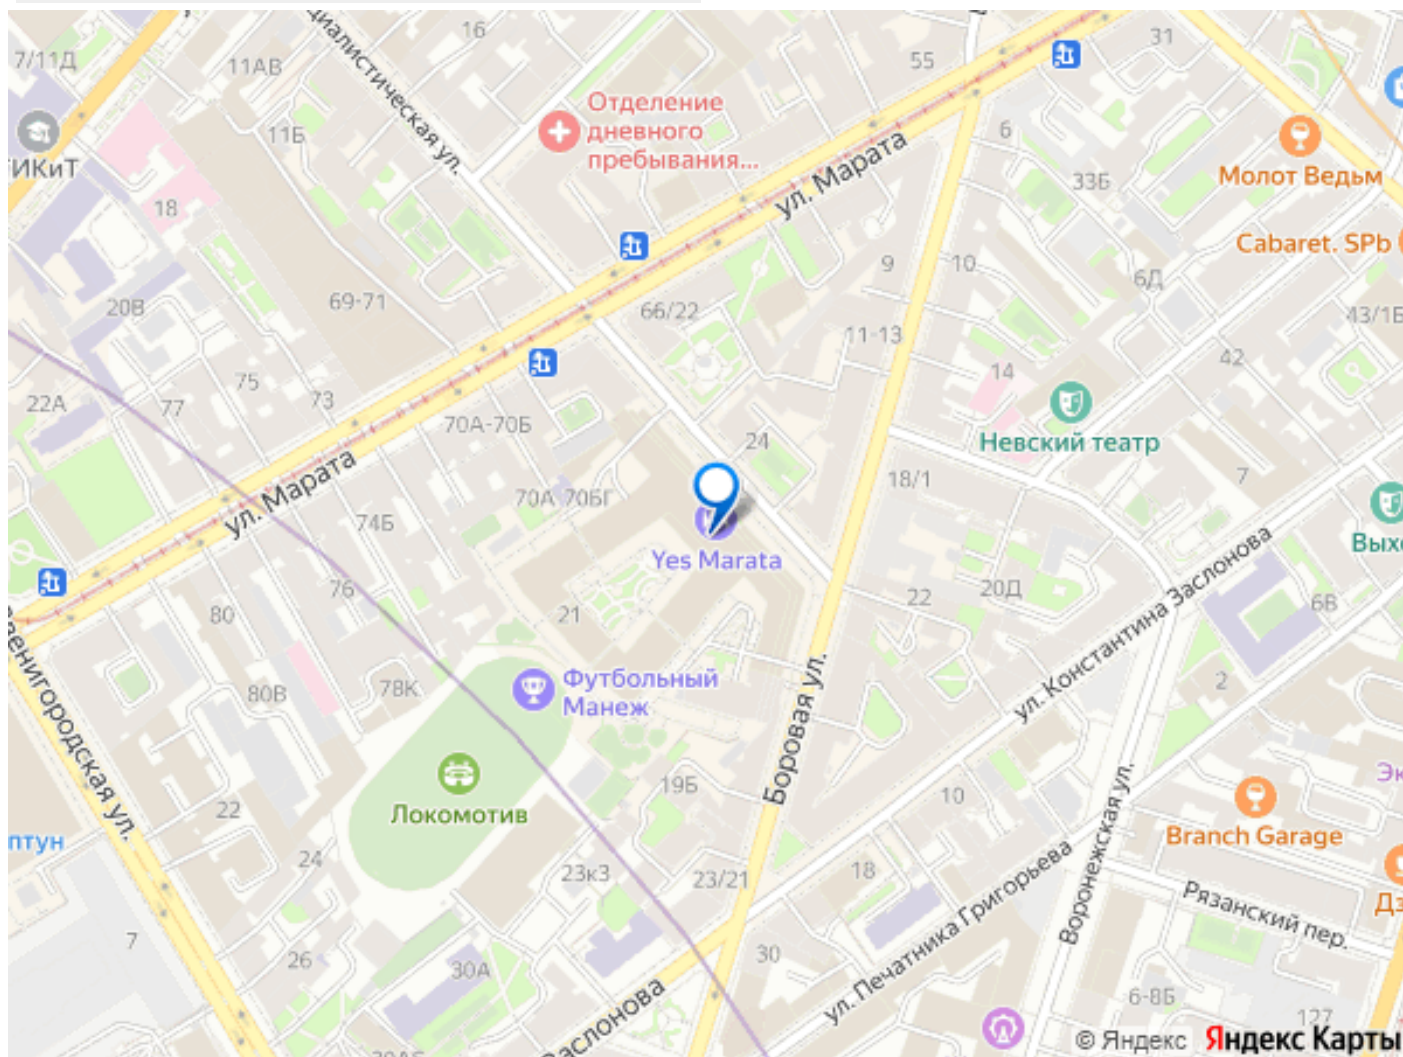 16
31
7/11Д
11АВ
55
Социалистическая ул.
Отделение
дневного
пребывания...
11Б
6
ИКиТ
ул. Марата
33Б
Молот Ведьм
18
Cabaret. SPb
9
10
6Д
69-71
20В
66/22
43/1Б
11-13
42
75
14
22А
77
73
70А-70Б
24
Невский театр
7
18/1
ул. Марата
70А 70БГ
74Б
Yes Marata
Вых
76
20Д
22
6В
80
21
ул. Константина Заслонова
Звенигородская ул.
Футбольный
Манеж
78К
80В
2
Боровая ул.
19Б
Локомотив
22
10
Воронежская ул.
Эк
Branch Garage
птун
24
23к3
23/21
18
ул. Печатника Григорьева
Рязанский пер.
Дз
7
26
30А
30
6-8Б
127
Заслонова
© Яндекс Яндекс Карты